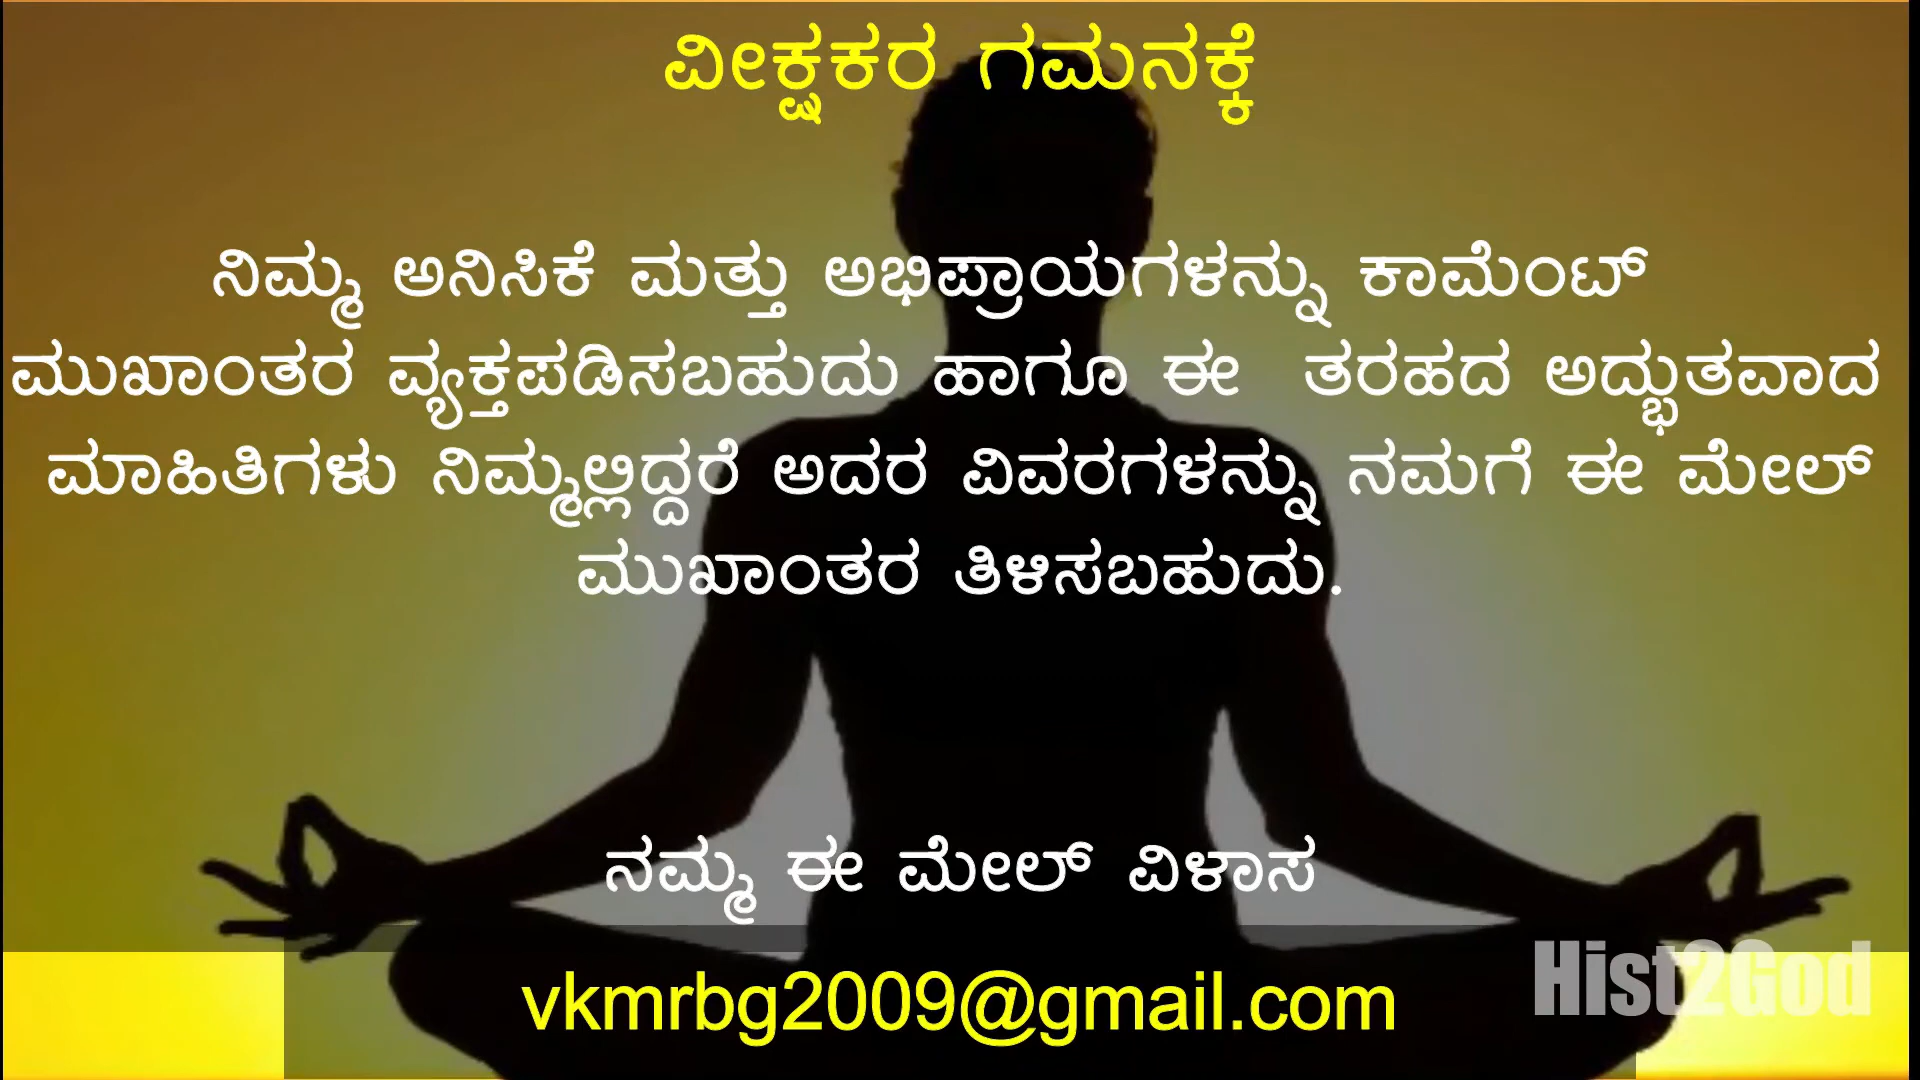 ವೀಕ್ಷಕರ ಗಮನಕ್ಕೆ
ನಿಮ್ಮ ಅನಿಸಿಕೆ ಮತ್ತು ಅಭಿಪ್ರಾಯಗಳನ್ನು ಕಾಮೆಂಟ್
ಮುಖಾಂತರ ವ್ಯಕ್ತಪಡಿಸಬಹುದು ಹಾಗೂ ಈ ತರಹದ ಅದ್ಭುತವಾದ
ಮಾಹಿತಿಗಳು ನಿಮ್ಮಲ್ಲಿದ್ದರೆ ಅದರ ವಿವರಗಳನ್ನು ನಮಗೆ ಈ ಮೇಲ್
ಮುಖಾಂತರ ತಿಳಿಸಬಹುದು.
ನಮ್ಮ ಈ ಮೇಲ್ ವಿಳಾಸ
vkmrbg2009@gmail.com
Hist2God